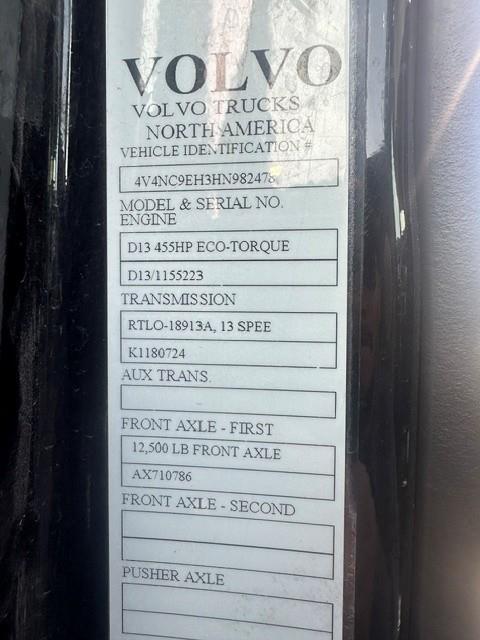 VOLVO
VOLVO TRUCKS
NORTH AMERICA
VEHICLE IDENTIFICATION #
4V4NC9EH3HN982478
MODEL & SERIAL NO.
ENGINE
D13 455HP ECO-TORQUE
D13/1155223
TRANSMISSION
RTLO-18913A, 13 SPEE
K1180724
AUX TRANS.
FRONT AXLE - FIRST
12,500 LB FRONT AXLE
AX710786
FRONT AXLE - SECOND
PUSHER AXLE